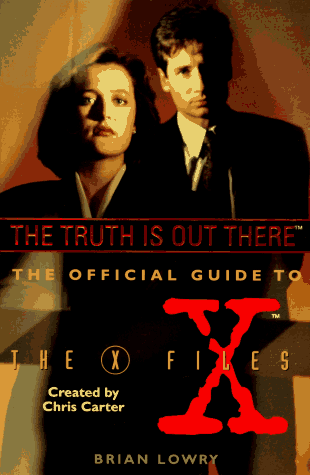 THE TRUTH IS OUT THERE™
THE OFFICIAL GUIDE TO
THE X FILES
X™
Created by
Chris Carter
BRIAN LOWRY